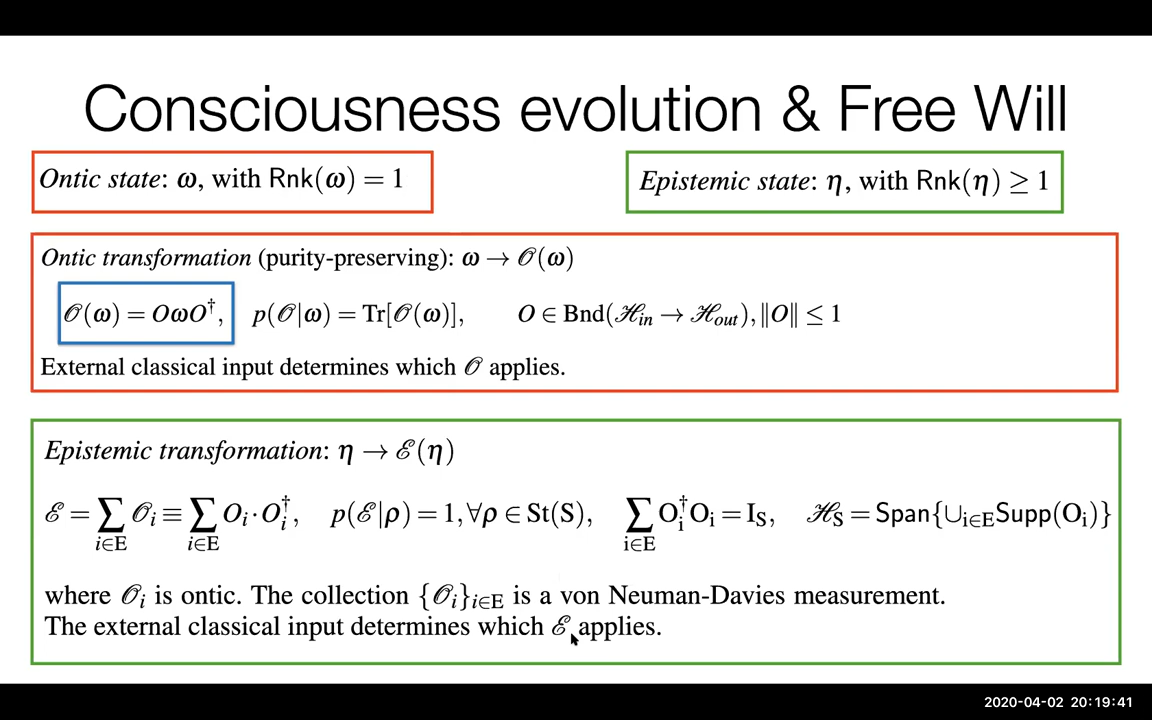 Consciousness evolution & Free Will
Ontic state: ω, with Rnk(ω) = 1
Epistemic state: η, with Rnk(η) ≥ 1
Ontic transformation (purity-preserving): ω → 𝒪(ω)
𝒪(ω) = OωO†, p(𝒪|ω) = Tr[𝒪(ω)], O ∈ Bnd(ℋin → ℋout), ‖O‖ ≤ 1
External classical input determines which 𝒪 applies.
Epistemic transformation: η → ℰ(η)
ℰ = ∑i∈E 𝒪i ≡ ∑i∈E Oi · Oi†, p(ℰ|ρ) = 1, ∀ρ ∈ St(S), ∑i∈E Oi†Oi = IS, ℋS = Span{∪i∈E Supp(Oi)}
where 𝒪i is ontic. The collection {𝒪i}i∈E is a von Neuman-Davies measurement.
The external classical input determines which ℰ applies.
2020-04-02 20:19:41